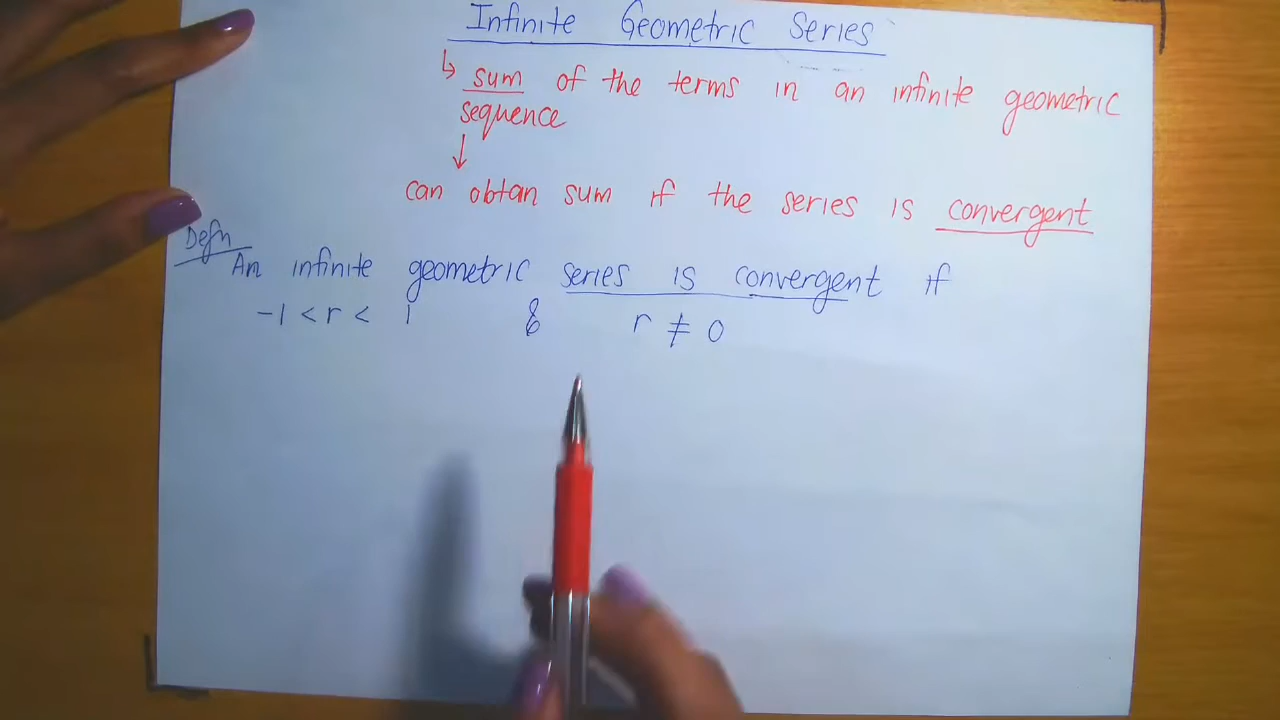 Infinite Geometric Series
↳ sum of the terms in an infinite geometric
sequence
↓
can obtan sum if the series is convergent
Defn
An infinite geometric series is convergent if
-1 < r < 1 & r ≠ 0